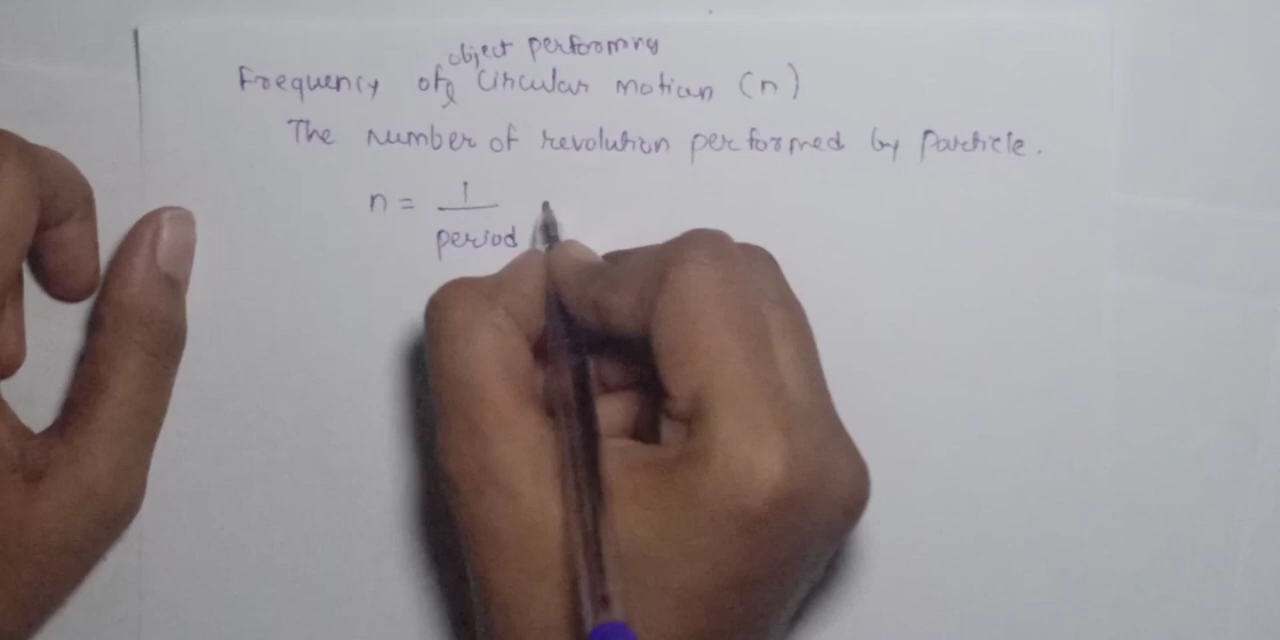 Frequency of object performing circular motion (n)
The number of revolution performed by particle.
n = 1/period